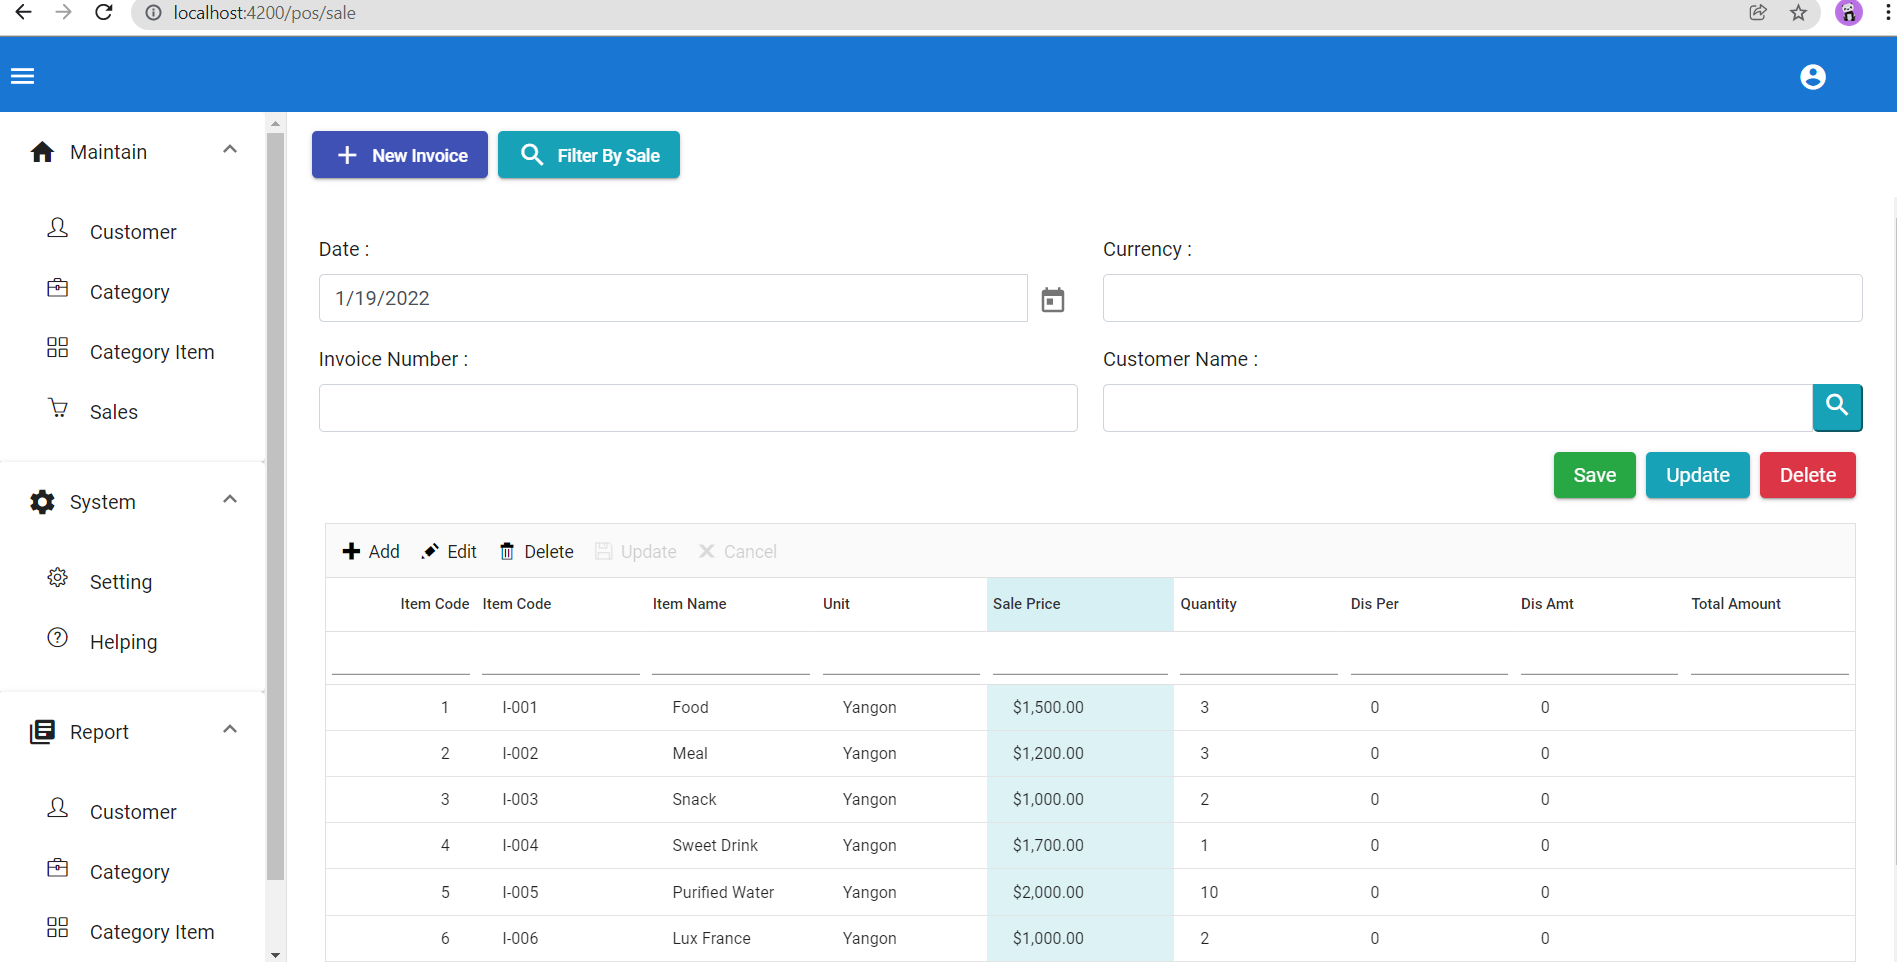 localhost:4200/pos/sale
Maintain
Customer
Category
Category Item
Sales
System
Setting
Helping
Report
Customer
Category
Category Item
New Invoice Filter By Sale
Date : Currency :
1/19/2022
Invoice Number : Customer Name :
Save Update Delete
Add Edit Delete Update Cancel
Item Code Item Code Item Name Unit Sale Price Quantity Dis Per Dis Amt Total Amount
1 I-001 Food Yangon $1,500.00 3 0 0
2 I-002 Meal Yangon $1,200.00 3 0 0
3 I-003 Snack Yangon $1,000.00 2 0 0
4 I-004 Sweet Drink Yangon $1,700.00 1 0 0
5 I-005 Purified Water Yangon $2,000.00 10 0 0
6 I-006 Lux France Yangon $1,000.00 2 0 0